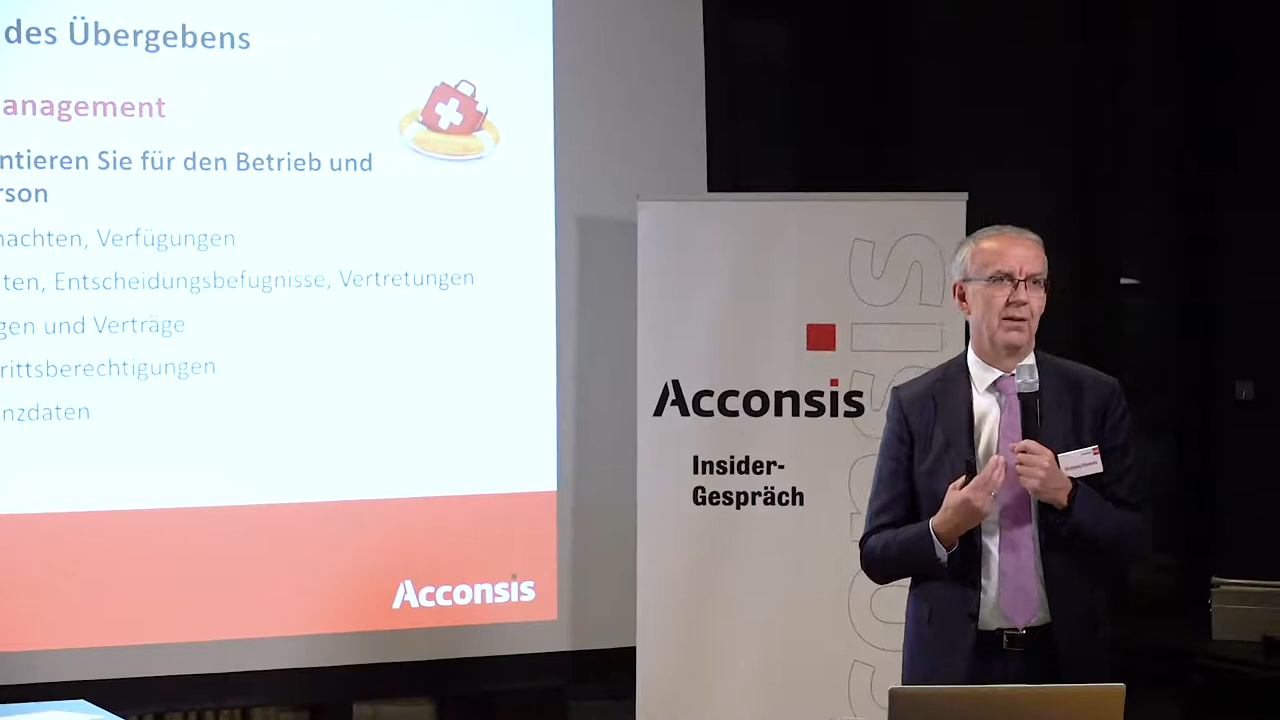 des Übergebens
anagement
ntieren Sie für den Betrieb und
rson
nachten, Verfügungen
ten, Entscheidungsbefugnisse, Vertretungen
gen und Verträge
rittsberechtigungen
nzdaten
Acconsis
Acconsis
Insider-
Gespräch
consis